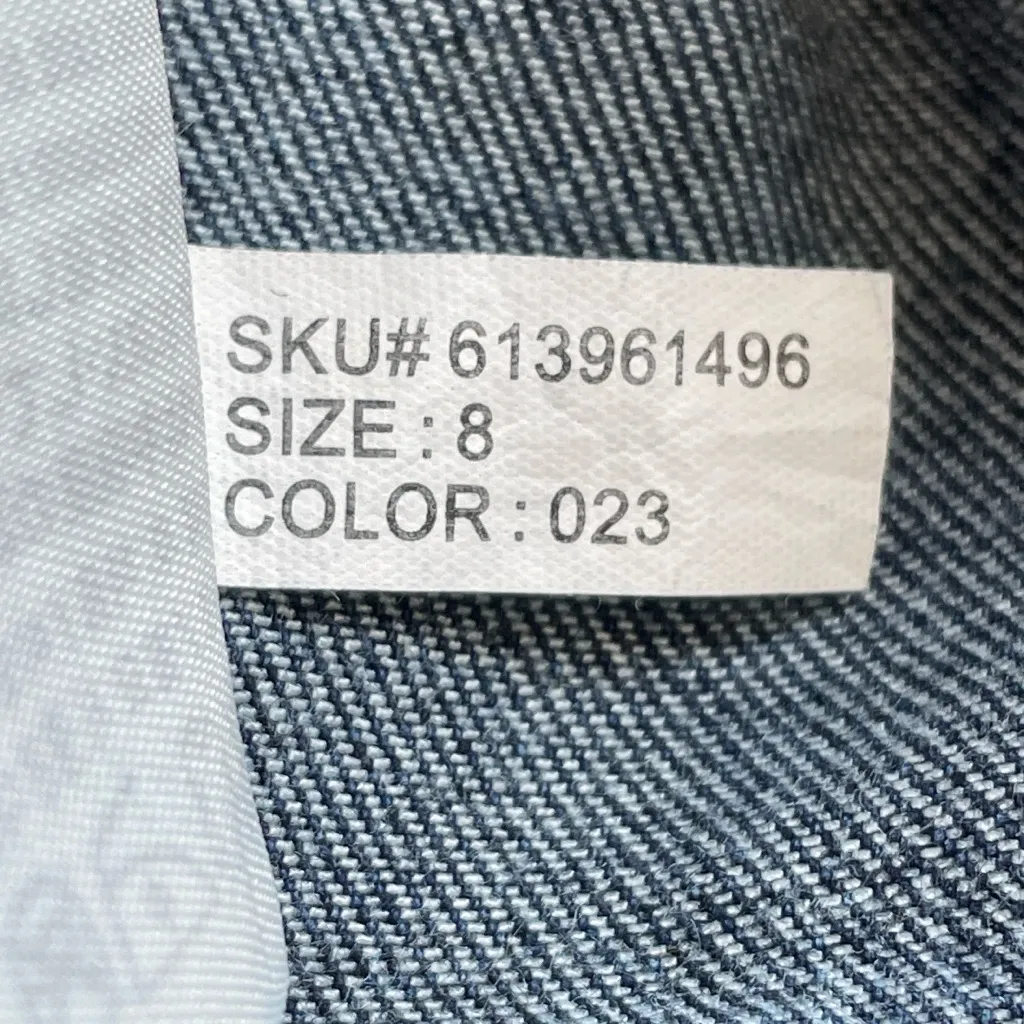 SKU# 613961496
SIZE : 8
COLOR : 023